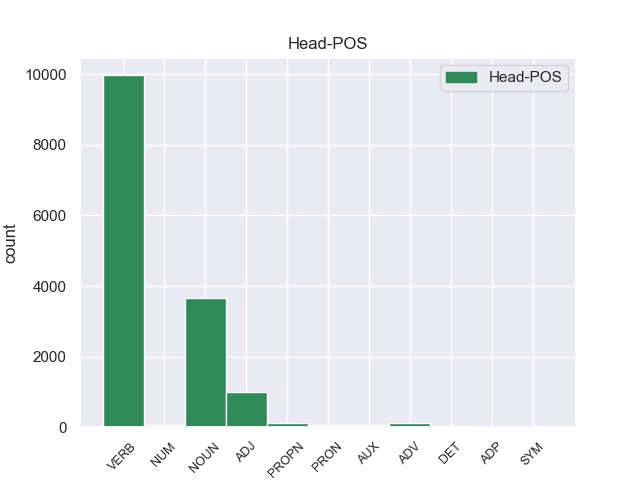 Head-POS
Head-POS
10000
8000
6000
4000
2000
0
count
VERB NUM NOUN ADJ PROPN PRON AUX ADV DET ADP SYM